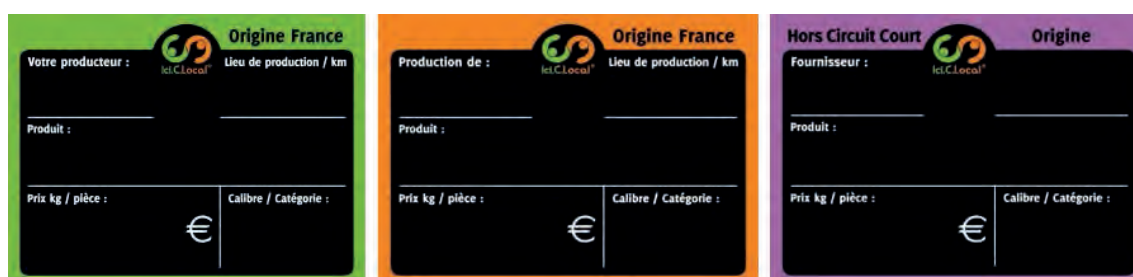 Origine France
Ici.C.Local
Votre producteur :
Lieu de production / km
Produit :
Prix kg / pièce :
Calibre / Catégorie :
€
Origine France
Ici.C.Local
Production de :
Lieu de production / km
Produit :
Prix kg / pièce :
Calibre / Catégorie :
€
Hors Circuit Court
Origine
Ici.C.Local
Fournisseur :
Produit :
Prix kg / pièce :
Calibre / Catégorie :
€